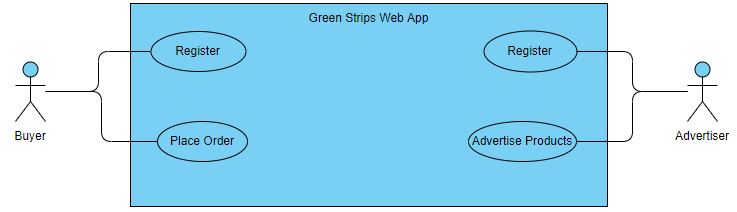 Green Strips Web App
Register
Register
Buyer
Place Order
Advertise Products
Advertiser